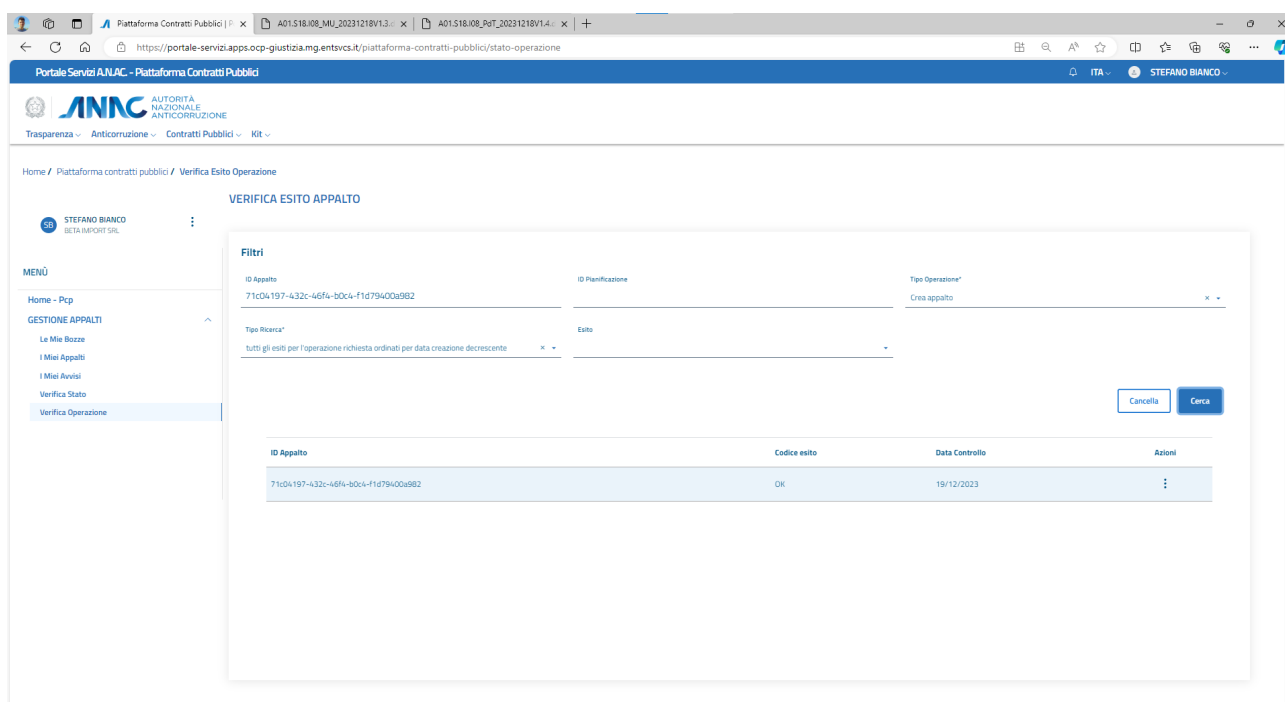 Piattaforma Contratti Pubblici | P
A01.S18.I08_MU_20231218V1.3.c
A01.S18.I08_PdT_20231218V1.4.c
https://portale-servizi.apps.ocp-giustizia.mg.entsvcs.it/piattaforma-contratti-pubblici/stato-operazione
Portale Servizi A.N.AC. - Piattaforma Contratti Pubblici
ITA
STEFANO BIANCO
ANAC
AUTORITÀ
NAZIONALE
ANTICORRUZIONE
Trasparenza Anticorruzione Contratti Pubblici Kit
Home / Piattaforma contratti pubblici / Verifica Esito Operazione
VERIFICA ESITO APPALTO
SB
STEFANO BIANCO
BETA IMPORT SRL
MENÙ
Home - Pcp
GESTIONE APPALTI
Le Mie Bozze
I Miei Appalti
I Miei Avvisi
Verifica Stato
Verifica Operazione
Filtri
ID Appalto
71c04197-432c-46f4-b0c4-f1d79400a982
ID Pianificazione
Tipo Operazione*
Crea appalto
Tipo Ricerca*
tutti gli esiti per l'operazione richiesta ordinati per data creazione decrescente
Esito
Cancella
Cerca
ID Appalto Codice esito Data Controllo Azioni
71c04197-432c-46f4-b0c4-f1d79400a982 OK 19/12/2023